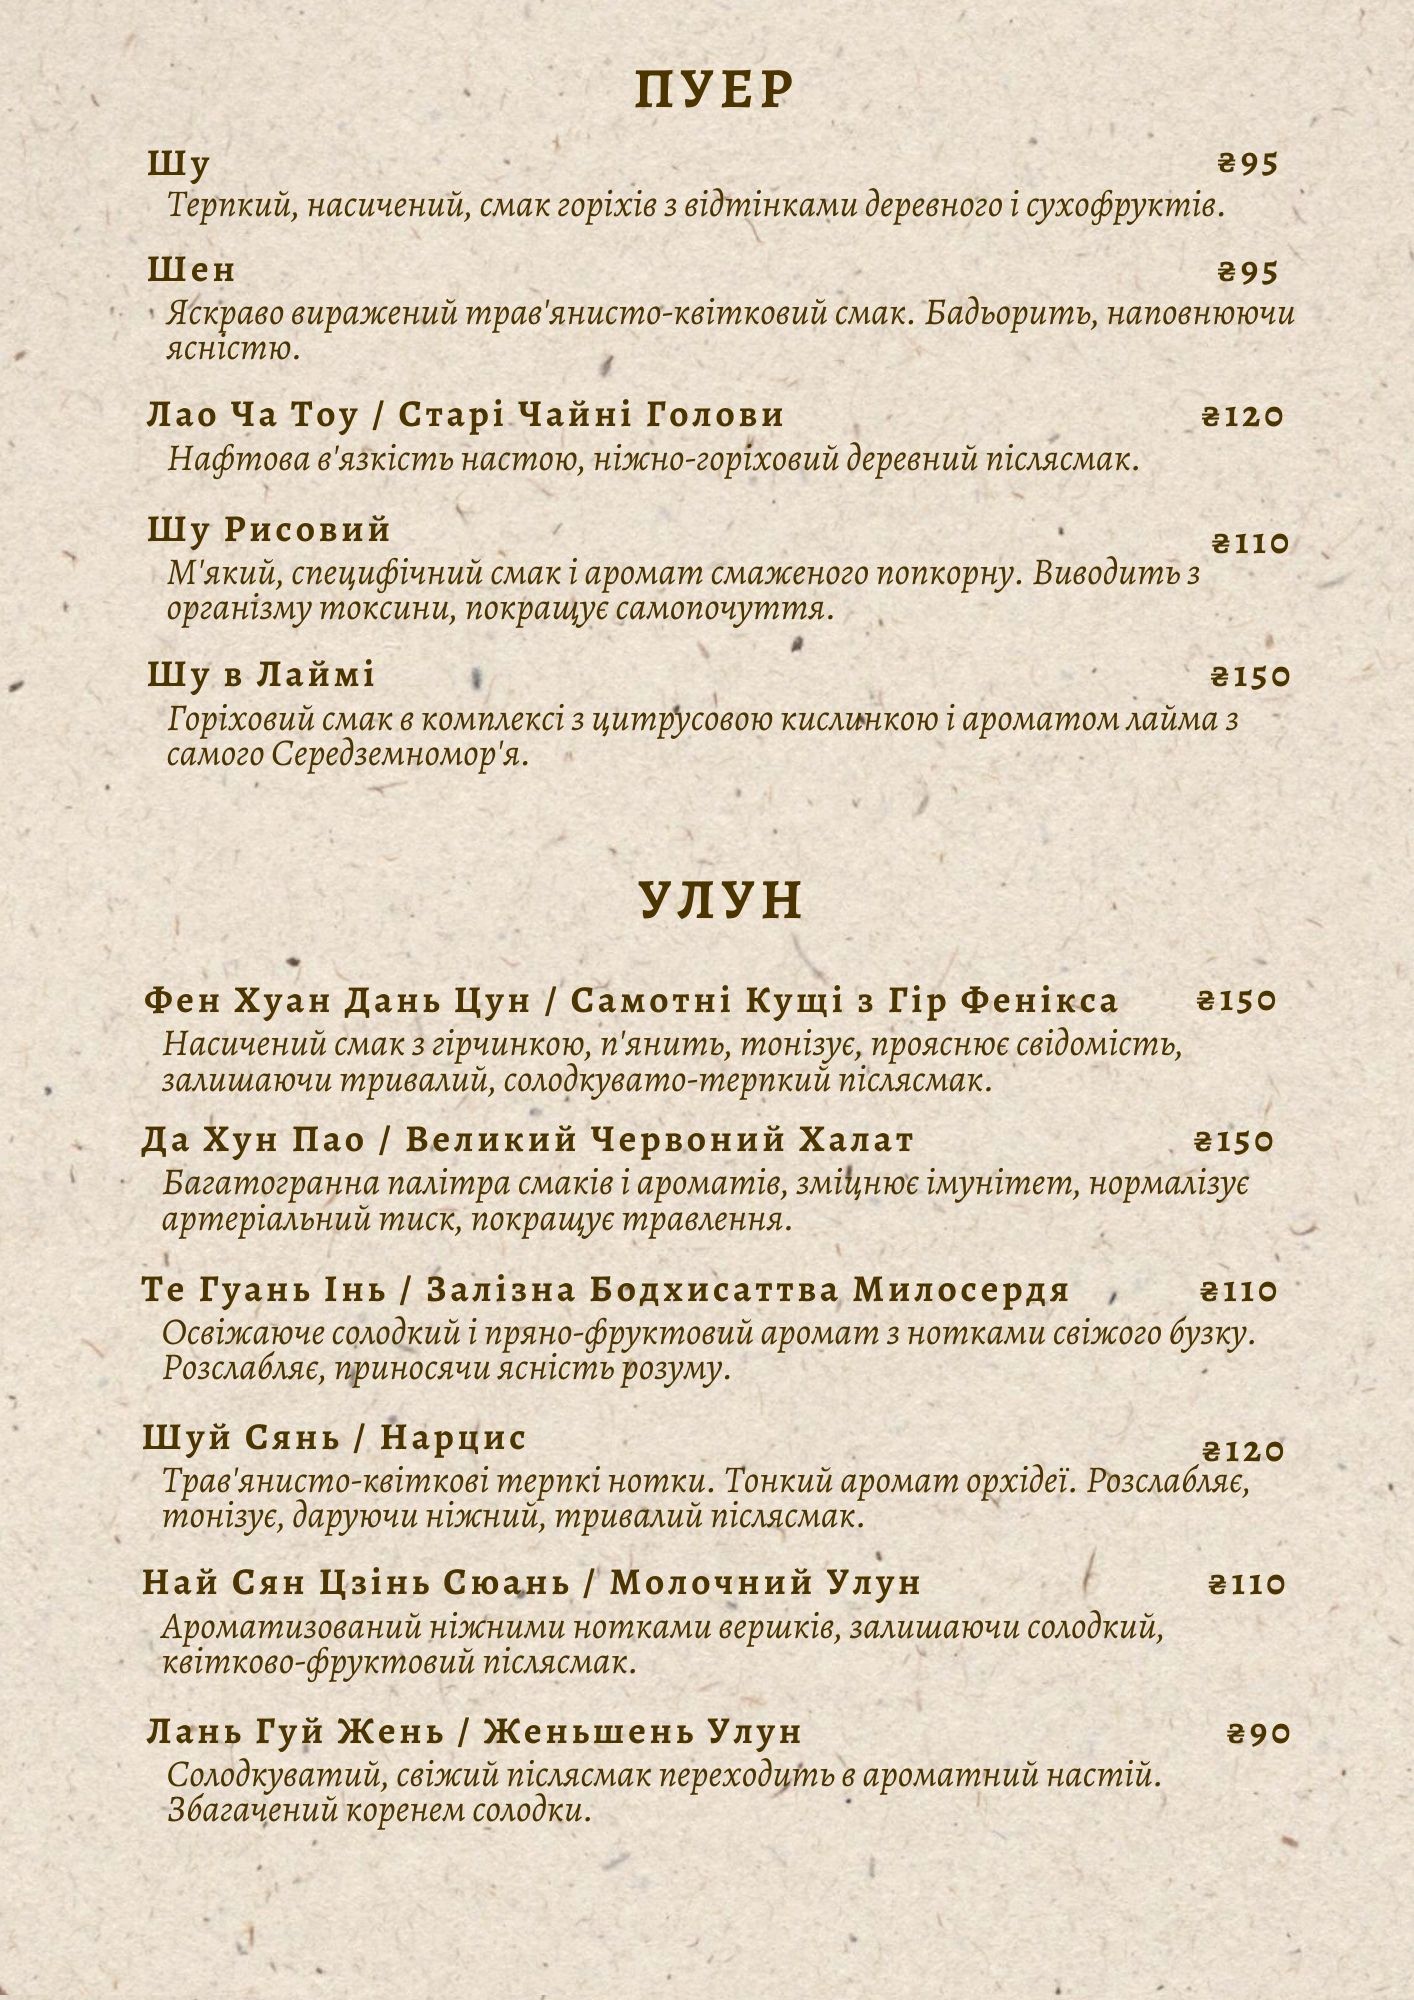 ПУЕР
Шу ₴95
Терпкий, насичений, смак горіхів з відтінками деревного і сухофруктів.
Шен ₴95
Яскраво виражений трав'янисто-квітковий смак. Бадьорить, наповнюючи
ясністю.
Лао Ча Тоу / Старі Чайні Голови ₴120
Нафтова в'язкість настою, ніжно-горіховий деревний післясмак.
Шу Рисовий ₴110
М'який, специфічний смак і аромат смаженого попкорну. Виводить з
організму токсини, покращує самопочуття.
Шу в Лаймі ₴150
Горіховий смак в комплексі з цитрусовою кислинкою і ароматом лайма з
самого Середземномор'я.
УЛУН
Фен Хуан Дань Цун / Самотні Кущі з Гір Фенікса ₴150
Насичений смак з гірчинкою, п'янить, тонізує, прояснює свідомість,
залишаючи тривалий, солодкувато-терпкий післясмак.
Да Хун Пао / Великий Червоний Халат ₴150
Багатогранна палітра смаків і ароматів, зміцнює імунітет, нормалізує
артеріальний тиск, покращує травлення.
Те Гуань Інь / Залізна Бодхисаттва Милосердя ₴110
Освіжаюче солодкий і пряно-фруктовий аромат з нотками свіжого бузку.
Розслабляє, приносячи ясність розуму.
Шуй Сянь / Нарцис ₴120
Трав'янисто-квіткові терпкі нотки. Тонкий аромат орхідеї. Розслабляє,
тонізує, даруючи ніжний, тривалий післясмак.
Най Сян Цзінь Сюань / Молочний Улун ₴110
Ароматизований ніжними нотками вершків, залишаючи солодкий,
квітково-фруктовий післясмак.
Лань Гуй Жень / Женьшень Улун ₴90
Солодкуватий, свіжий післясмак переходить в ароматний настій.
Збагачений коренем солодки.